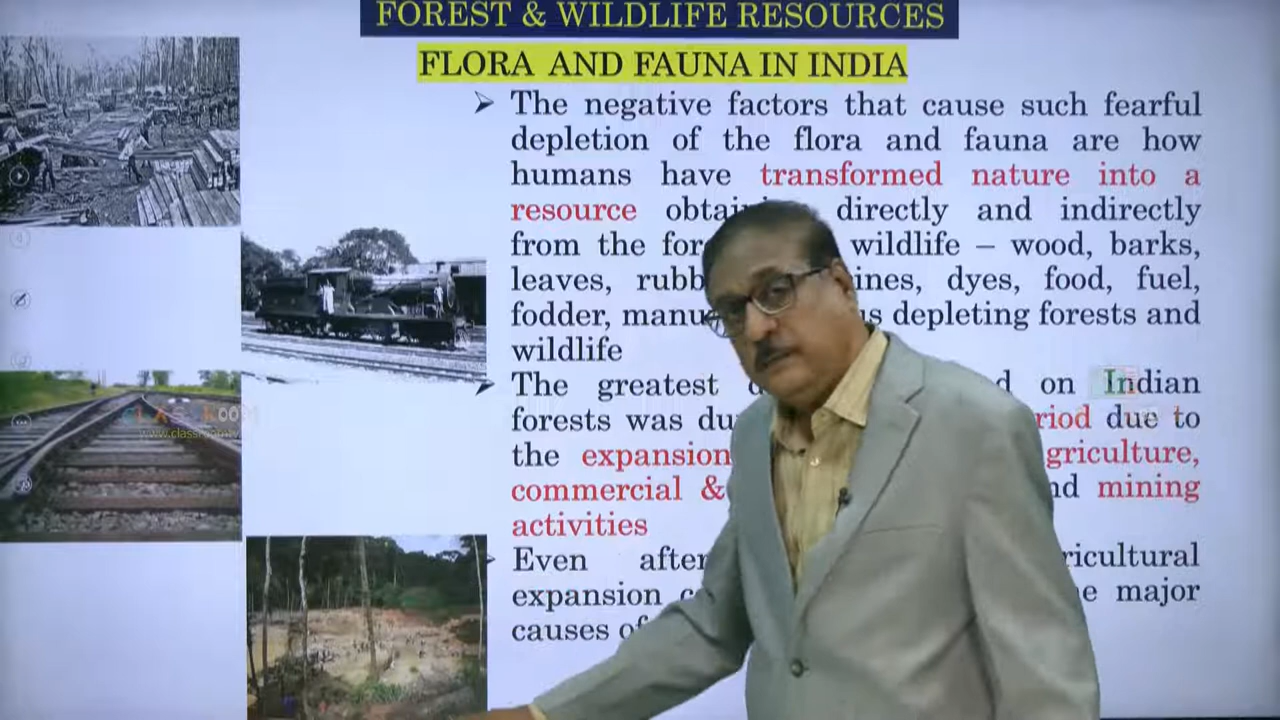 FOREST & WILDLIFE RESOURCES
FLORA AND FAUNA IN INDIA
The negative factors that cause such fearful
depletion of the flora and fauna are how
humans have transformed nature into a
resource directly and indirectly
from the wildlife – wood, barks,
leaves, dyes, food, fuel,
fodder, depleting forests and
wildlife
The greatest on Indian
forests was due to
the expansion
commercial & mining
activities
Even after
expansion major
causes
www.classroom